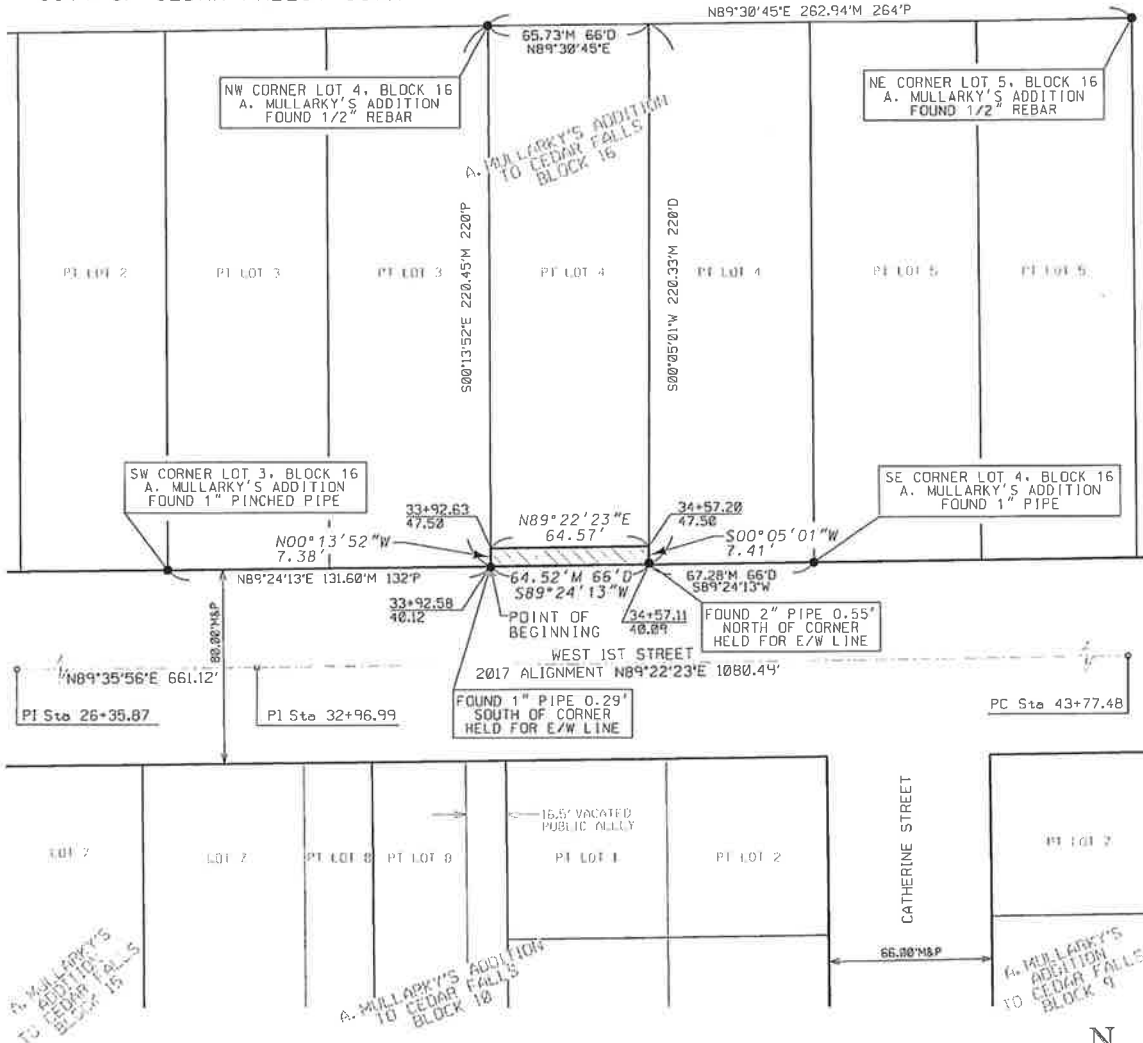 N89°30'45"E 262.94'M 264'P
65.73'M 66'D
N89°30'45"E
NW CORNER LOT 4, BLOCK 16
A. MULLARKY'S ADDITION
FOUND 1/2" REBAR
NE CORNER LOT 5, BLOCK 16
A. MULLARKY'S ADDITION
FOUND 1/2" REBAR
A. MULLARKY'S ADDITION
TO CEDAR FALLS
BLOCK 16
S00°13'52"E 220.45'M 220'P
S00°05'01"W 220.33'M 220'D
PT LOT 2
PT LOT 3
PT LOT 3
PT LOT 4
PT LOT 4
PT LOT 5
PT LOT 5
SW CORNER LOT 3, BLOCK 16
A. MULLARKY'S ADDITION
FOUND 1" PINCHED PIPE
SE CORNER LOT 4, BLOCK 16
A. MULLARKY'S ADDITION
FOUND 1" PIPE
33+92.63
47.50
N89°22'23"E
64.57'
34+57.20
47.50
N00°13'52"W
7.38'
S00°05'01"W
7.41'
N89°24'13"E 131.60'M 132'P
64.52'M 66'D
S89°24'13"W
67.28'M 66'D
S89°24'13"W
33+92.58
40.12
POINT OF
BEGINNING
34+57.11
40.09
FOUND 2" PIPE 0.55'
NORTH OF CORNER
HELD FOR E/W LINE
80.00'M&P
WEST 1ST STREET
2017 ALIGNMENT N89°22'23"E 1080.49'
N89°35'56"E 661.12'
PI Sta 26+35.87
PI Sta 32+96.99
FOUND 1" PIPE 0.29'
SOUTH OF CORNER
HELD FOR E/W LINE
PC Sta 43+77.48
16.5' VACATED
PUBLIC ALLEY
LOT 7
LOT 7
PT LOT 8
PT LOT 8
PT LOT 1
PT LOT 2
CATHERINE STREET
PT LOT 7
66.00'M&P
A. MULLARKY'S
ADDITION
TO CEDAR FALLS
BLOCK 15
A. MULLARKY'S ADDITION
TO CEDAR FALLS
BLOCK 10
A. MULLARKY'S
ADDITION
TO CEDAR FALLS
BLOCK 9
N